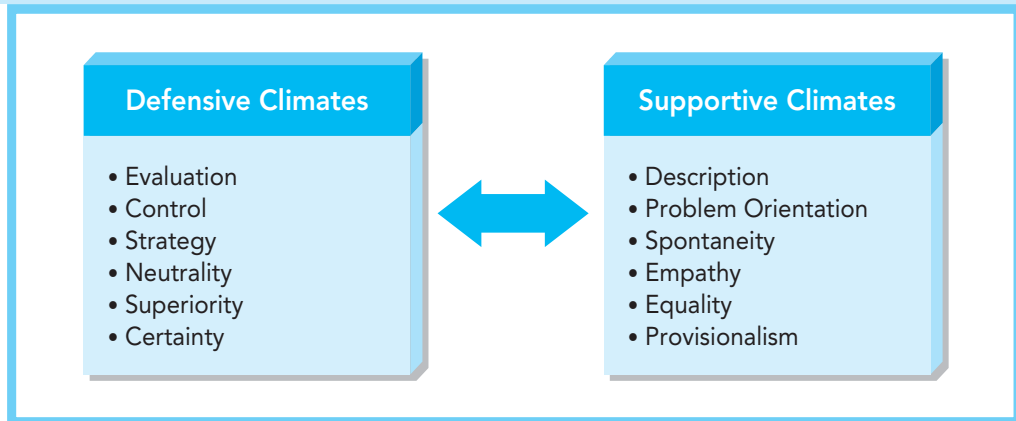 Defensive Climates
• Evaluation
• Control
• Strategy
• Neutrality
• Superiority
• Certainty
Supportive Climates
• Description
• Problem Orientation
• Spontaneity
• Empathy
• Equality
• Provisionalism